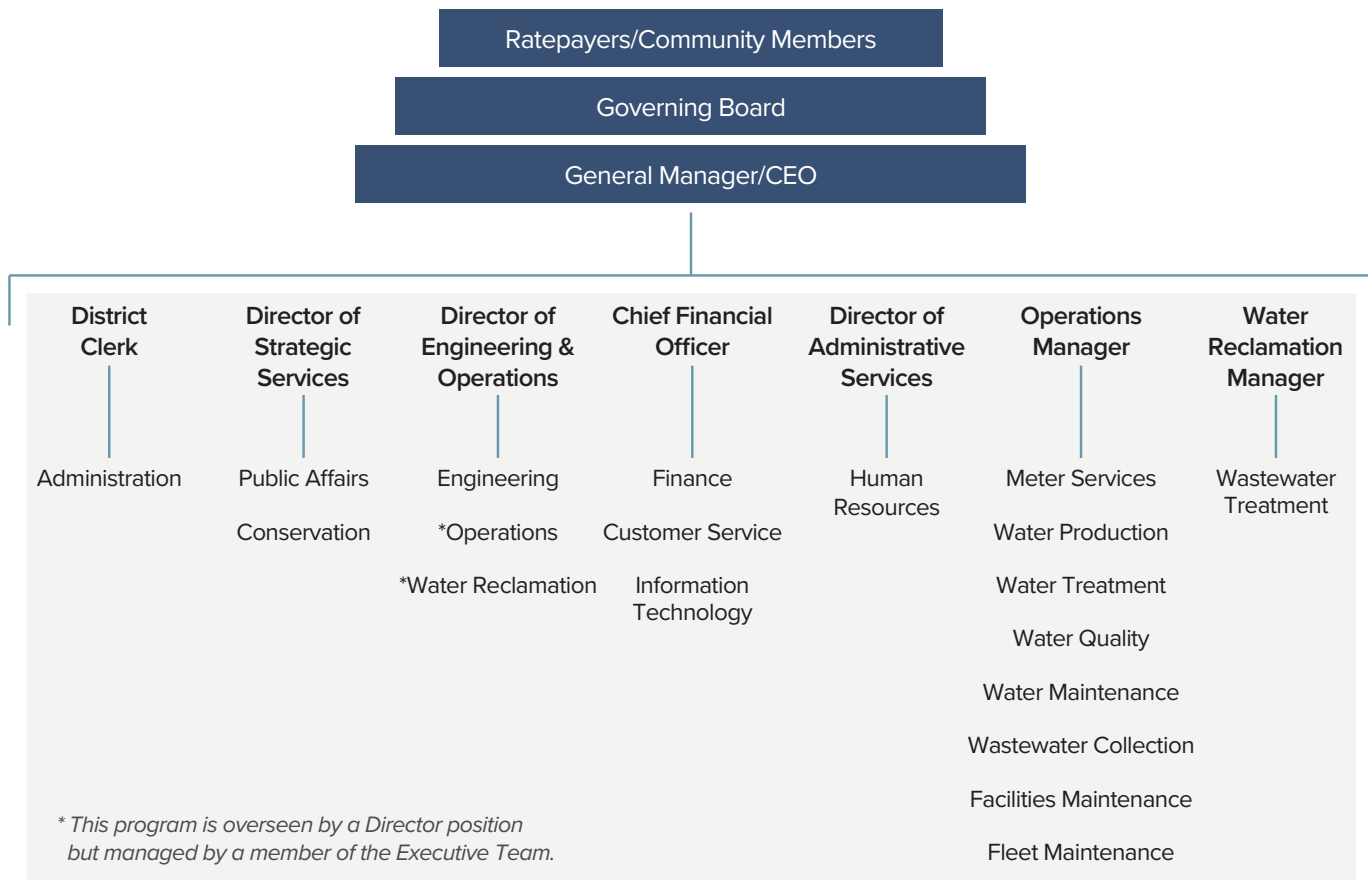 Ratepayers/Community Members
Governing Board
General Manager/CEO
District
Clerk
Administration
Director of
Strategic
Services
Public Affairs
Conservation
Director of
Engineering &
Operations
Engineering
*Operations
*Water Reclamation
Chief Financial
Officer
Finance
Customer Service
Information
Technology
Director of
Administrative
Services
Human
Resources
Operations
Manager
Meter Services
Water Production
Water Treatment
Water Quality
Water Maintenance
Wastewater Collection
Facilities Maintenance
Fleet Maintenance
Water
Reclamation
Manager
Wastewater
Treatment
* This program is overseen by a Director position
but managed by a member of the Executive Team.